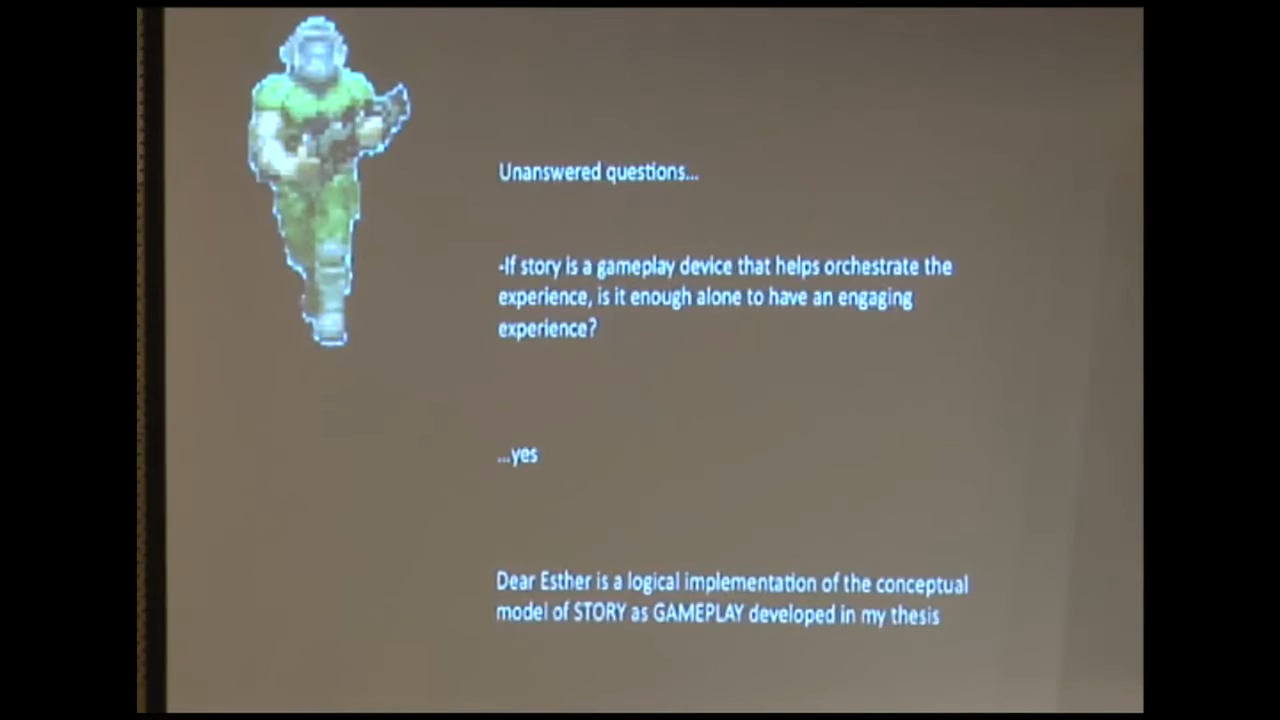 Unanswered questions...
-If story is a gameplay device that helps orchestrate the
experience, is it enough alone to have an engaging
experience?
...yes
Dear Esther is a logical implementation of the conceptual
model of STORY as GAMEPLAY developed in my thesis